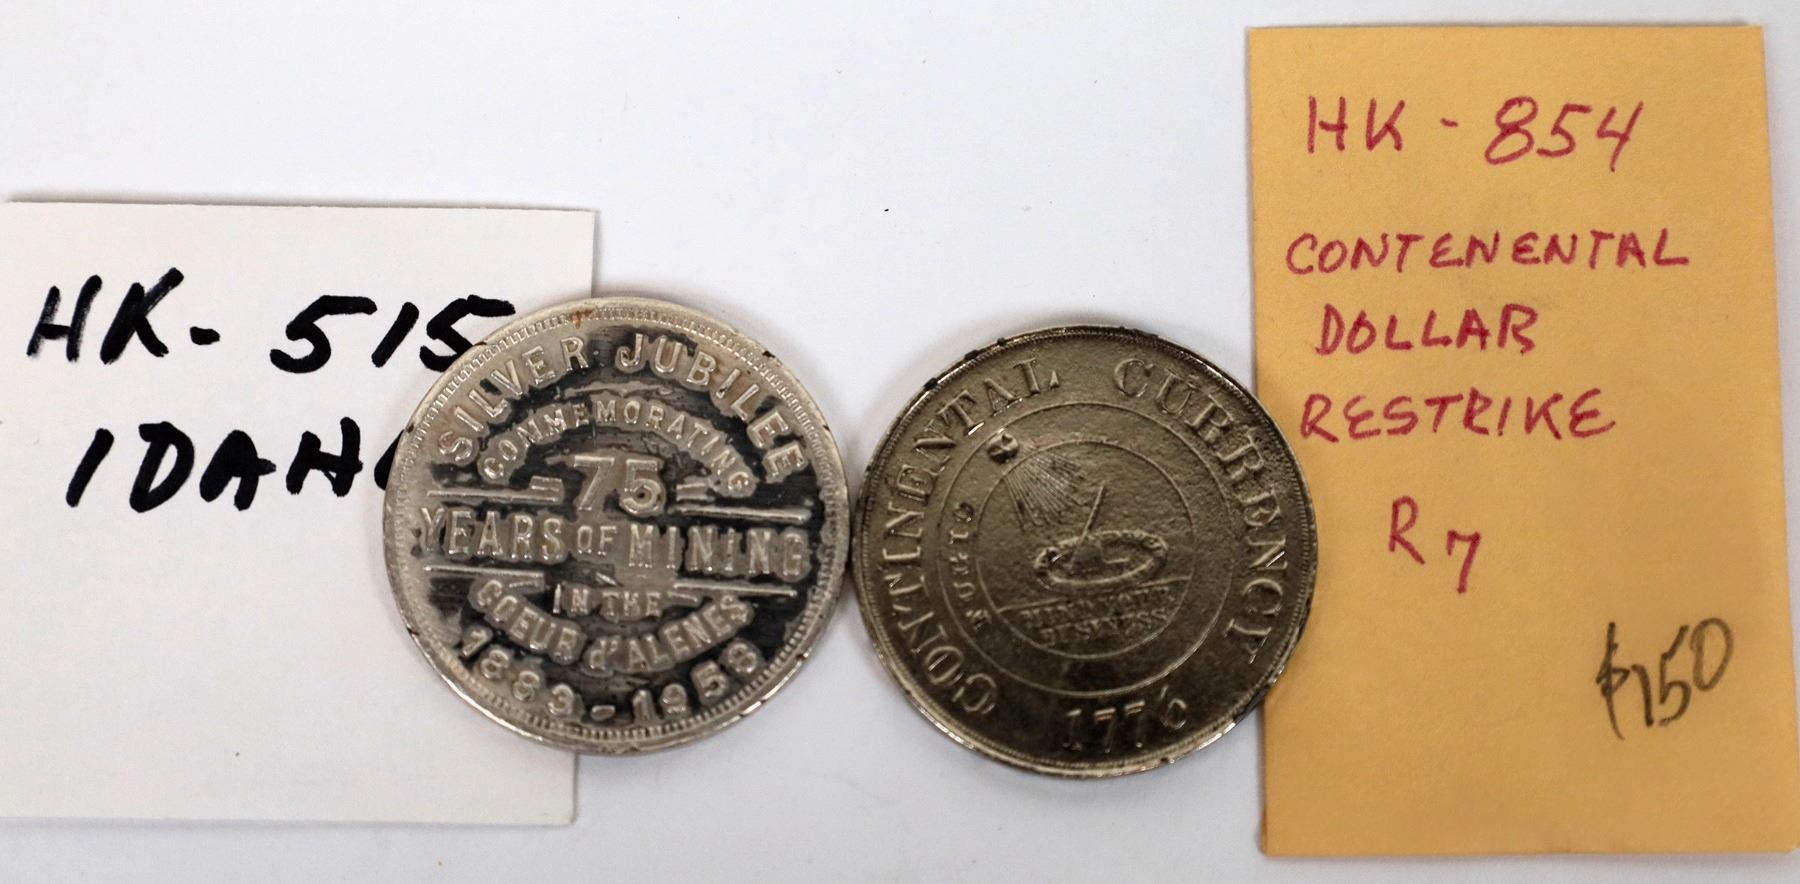 HK- 515
IDAHO
SILVER JUBILEE
COMMEMORATING
75
YEARS OF MINING
IN THE
COEUR d'ALENES
1883-1958
CONTINENTAL CURRENCY
1776
FUGIO
MIND YOUR
BUSINESS
HK - 854
CONTENENTAL
DOLLAR
RESTRIKE
R7
$150